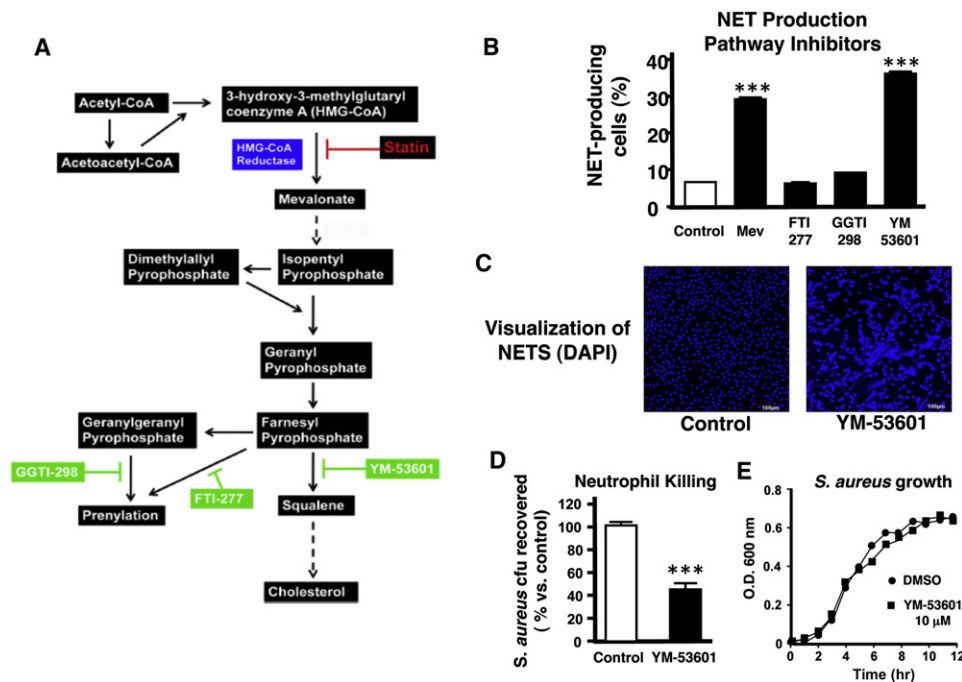 A
Acetyl-CoA
3-hydroxy-3-methylglutaryl
coenzyme A (HMG-CoA)
Acetoacetyl-CoA
HMG-CoA
Reductase
Statin
Mevalonate
Dimethylallyl
Pyrophosphate
Isopentyl
Pyrophosphate
Geranyl
Pyrophosphate
Geranylgeranyl
Pyrophosphate
Farnesyl
Pyrophosphate
GGTI-298
FTI-277
YM-53601
Prenylation
Squalene
Cholesterol
B
NET Production
Pathway Inhibitors
NET-producing
cells (%)
40
30
20
10
0
***
***
Control
Mev
FTI
277
GGTI
298
YM
53601
C
Visualization of
NETS (DAPI)
100µm
100µm
Control
YM-53601
D
Neutrophil Killing
S. aureus cfu recovered
( % vs. control)
120
100
80
60
40
20
0
***
Control
YM-53601
E
S. aureus growth
O.D. 600 nm
0.6
0.4
0.2
0
DMSO
YM-53601
10 µM
0
2
4
6
8
10
12
Time (hr)